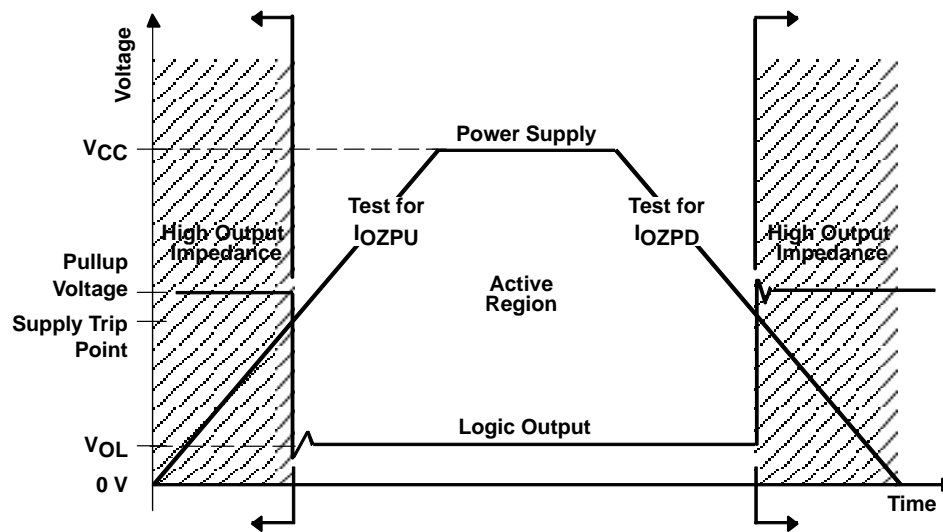 Voltage
VCC
Power Supply
Test for
IOZPU
Test for
IOZPD
High Output
Impedance
High Output
Impedance
Pullup
Voltage
Active
Region
Supply Trip
Point
Logic Output
VOL
0 V
Time